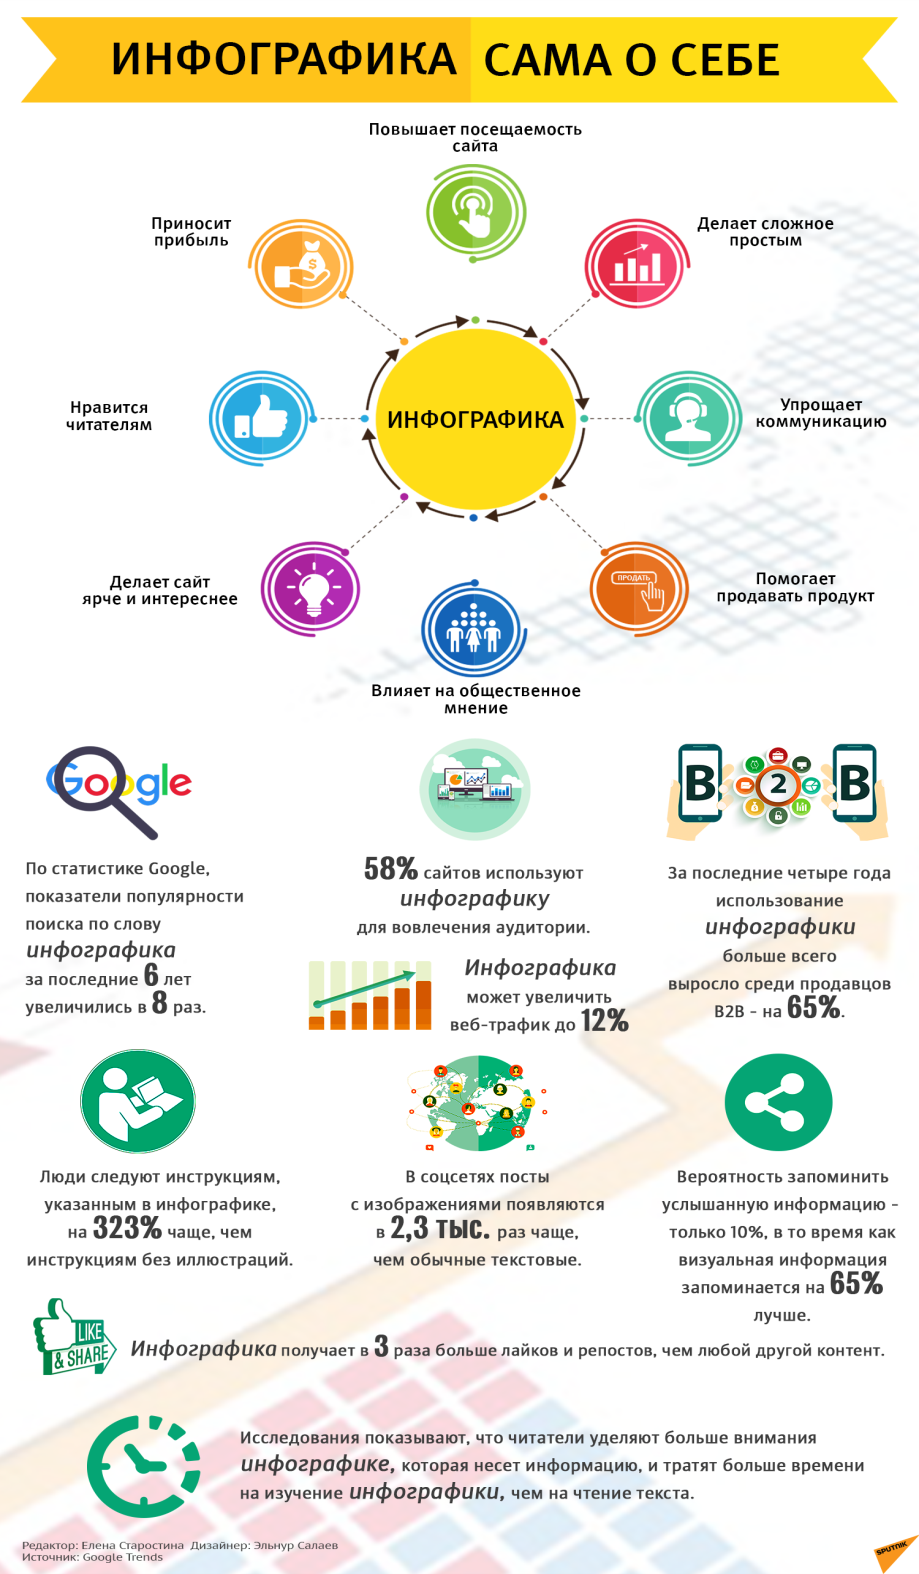 ИНФОГРАФИКА САМА О СЕБЕ
Повышает посещаемость
сайта
Приносит
прибыль
Делает сложное
простым
Нравится
читателям
ИНФОГРАФИКА
Упрощает
коммуникацию
Делает сайт
ярче и интереснее
ПРОДАТЬ
Помогает
продавать продукт
Влияет на общественное
мнение
Google
B 2 B
По статистике Google,
показатели популярности
поиска по слову
инфографика
за последние 6 лет
увеличились в 8 раз.
58% сайтов используют
инфографику
для вовлечения аудитории.
Инфографика
может увеличить
веб-трафик до 12%
За последние четыре года
использование
инфографики
больше всего
выросло среди продавцов
B2B - на 65%.
Люди следуют инструкциям,
указанным в инфографике,
на 323% чаще, чем
инструкциям без иллюстраций.
В соцсетях посты
с изображениями появляются
в 2,3 тыс. раз чаще,
чем обычные текстовые.
Вероятность запомнить
услышанную информацию -
только 10%, в то время как
визуальная информация
запоминается на 65%
лучше.
LIKE
& SHARE
Инфографика получает в 3 раза больше лайков и репостов, чем любой другой контент.
Исследования показывают, что читатели уделяют больше внимания
инфографике, которая несет информацию, и тратят больше времени
на изучение инфографики, чем на чтение текста.
Редактор: Елена Старостина Дизайнер: Эльнур Салаев
Источник: Google Trends
SPUTNIK